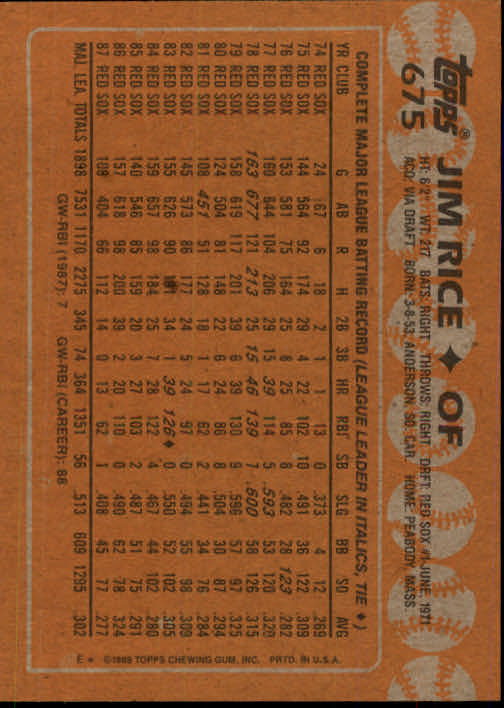 topps® JIM RICE ◆ OF
675
HT: 6'2" WT: 217 BATS: RIGHT THROWS: RIGHT DRFT: RED SOX #1-JUNE, 1971
ACQ: VIA DRAFT BORN: 3-8-53, ANDERSON, SO. CAR. HOME: PEABODY, MASS.
COMPLETE MAJOR LEAGUE BATTING RECORD (LEAGUE LEADER IN ITALICS, TIE ◆)
YR CLUB G AB R H 2B 3B HR RBI SB SLG BB SO AVG
74 RED SOX 24 67 6 18 2 1 1 13 0 .373 4 12 .269
75 RED SOX 144 564 92 174 29 4 22 102 10 .491 36 122 .309
76 RED SOX 153 581 75 164 25 8 25 85 8 .482 28 123 .282
77 RED SOX 160 644 104 206 29 15 39 114 5 .593 53 120 .320
78 RED SOX 163 677 121 213 25 15 46 139 7 .600 58 126 .315
79 RED SOX 158 619 117 201 39 6 39 130 9 .596 57 97 .325
80 RED SOX 124 504 81 148 22 6 24 86 8 .504 30 87 .294
81 RED SOX 108 451 51 128 18 1 17 62 2 .441 34 76 .284
82 RED SOX 145 573 86 177 24 5 24 97 0 .494 55 98 .309
83 RED SOX 155 626 90 191 34 1 39 126◆ 0 .550 52 102 .305
84 RED SOX 159 657 98 184 25 7 28 122 4 .467 44 102 .280
85 RED SOX 140 546 85 159 20 3 27 103 2 .487 51 75 .291
86 RED SOX 157 618 98 200 39 2 20 110 0 .490 62 78 .324
87 RED SOX 108 404 66 112 14 0 13 62 1 .408 45 77 .277
MAJ. LEA. TOTALS 1898 7531 1170 2275 345 74 364 1351 56 .513 609 1295 .302
GW-RBI (1987): 7 GW-RBI (CAREER): 88
E* ©1988 TOPPS CHEWING GUM, INC. PRTD. IN U.S.A.